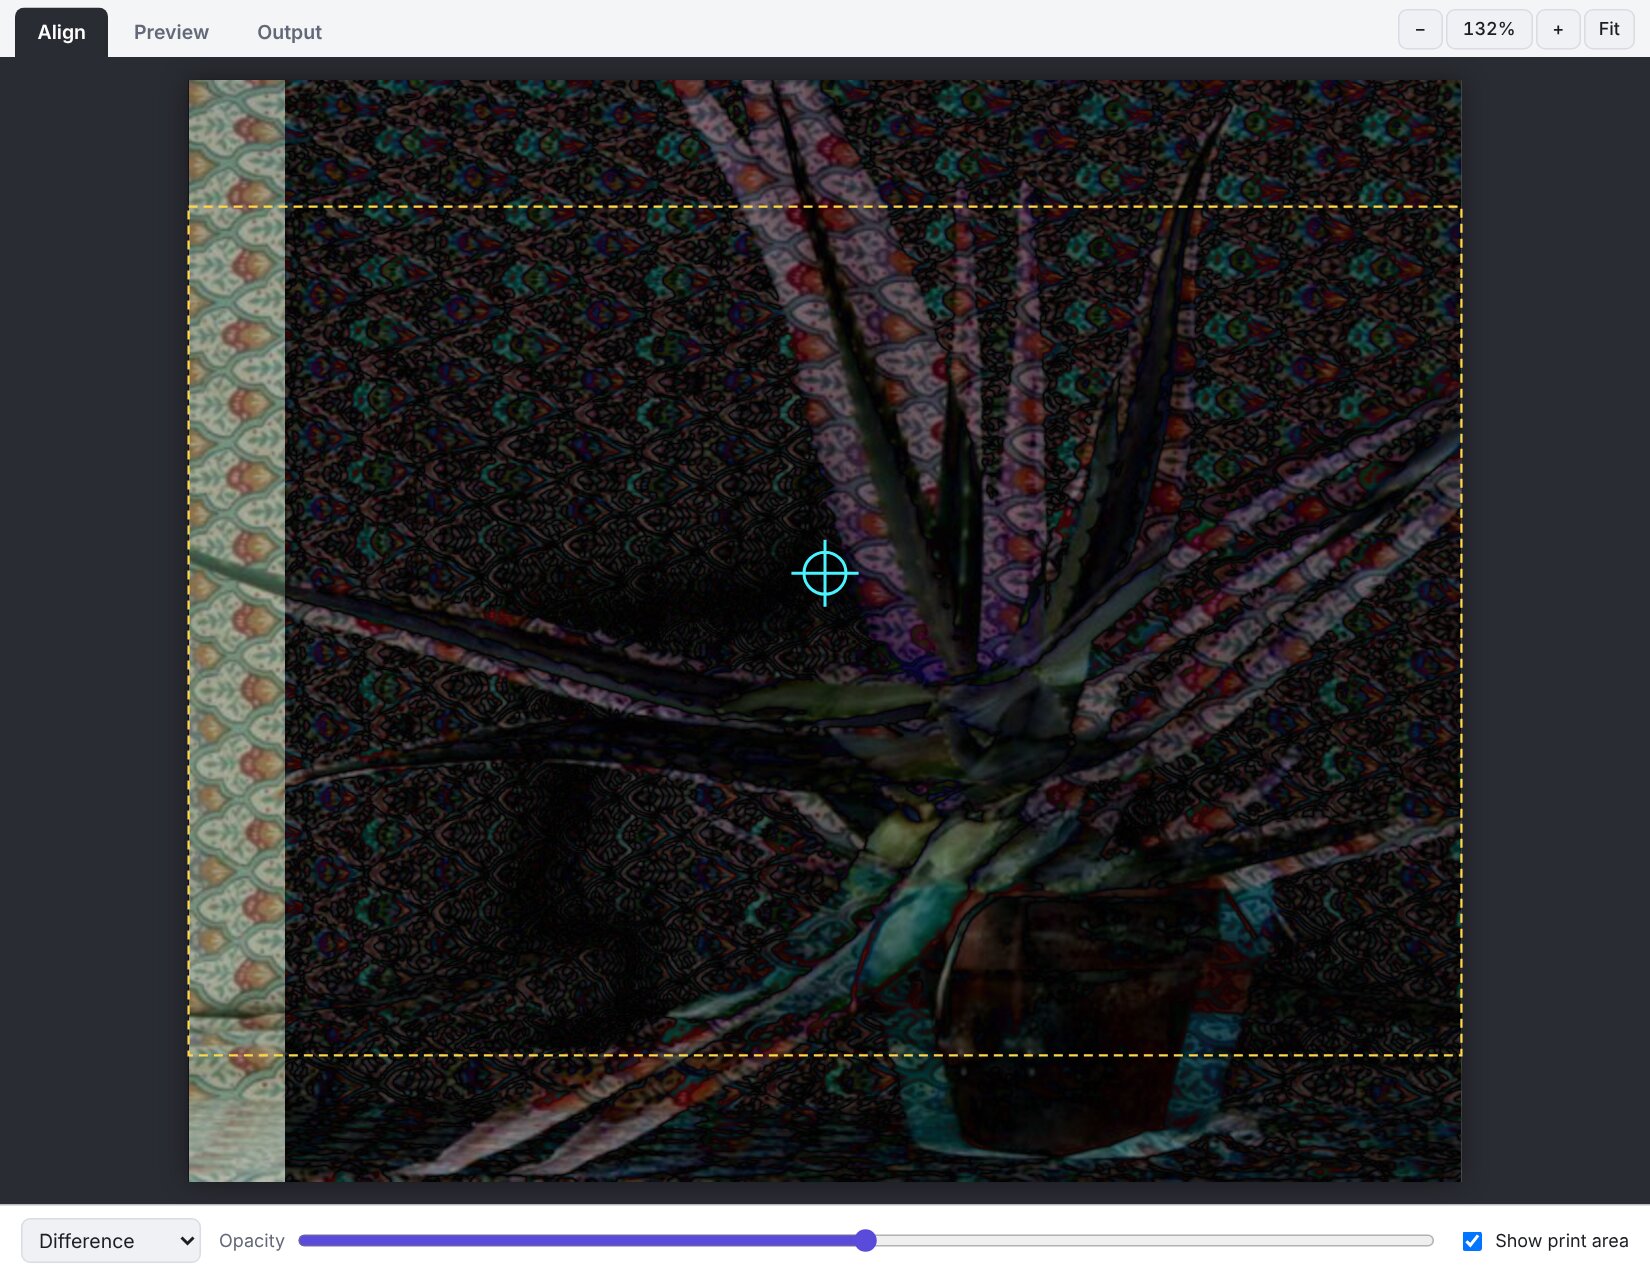 Align Preview Output − 132% + Fit
Difference Opacity Show print area